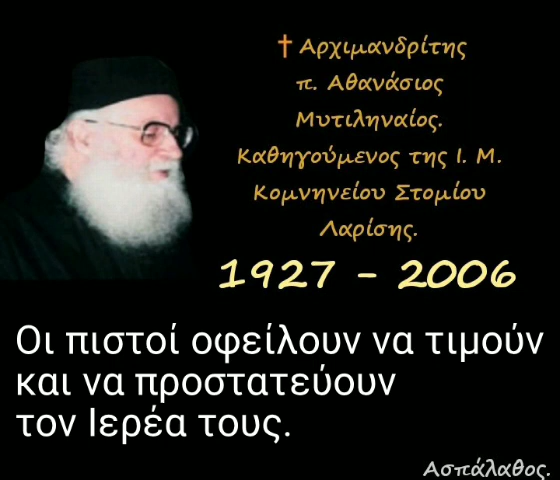 † Αρχιμανδρίτης
π. Αθανάσιος
Μυτιληναίος.
Καθηγούμενος της Ι. Μ.
Κομνηνείου Στομίου
Λαρίσης.
1927 - 2006
Οι πιστοί οφείλουν να τιμούν
και να προστατεύουν
τον Ιερέα τους.
Ασπάλαθος.